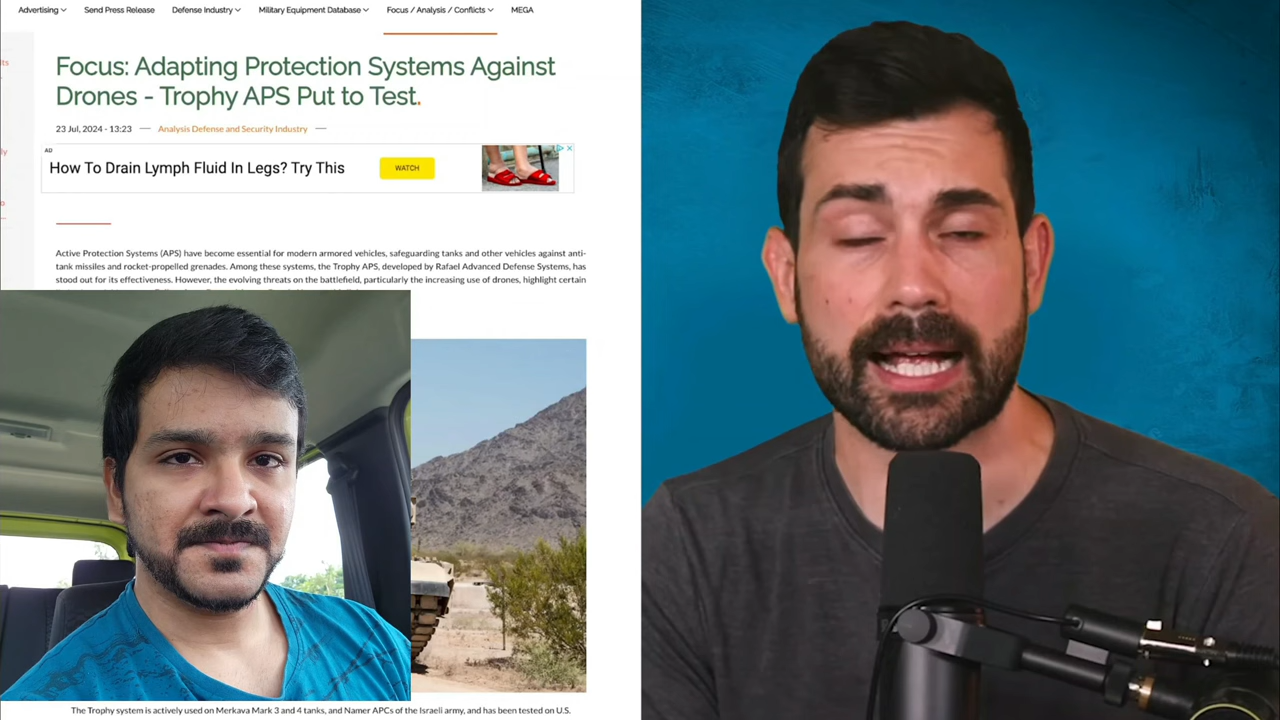 Advertising Send Press Release Defense Industry Military Equipment Database Focus / Analysis / Conflicts MEGA
Focus: Adapting Protection Systems Against
Drones - Trophy APS Put to Test.
23 Jul, 2024 - 13:23 — Analysis Defense and Security Industry —
AD
How To Drain Lymph Fluid In Legs? Try This WATCH
Active Protection Systems (APS) have become essential for modern armored vehicles, safeguarding tanks and other vehicles against anti-
tank missiles and rocket-propelled grenades. Among these systems, the Trophy APS, developed by Rafael Advanced Defense Systems, has
stood out for its effectiveness. However, the evolving threats on the battlefield, particularly the increasing use of drones, highlight certain
The Trophy system is actively used on Merkava Mark 3 and 4 tanks, and Namer APCs of the Israeli army, and has been tested on U.S.